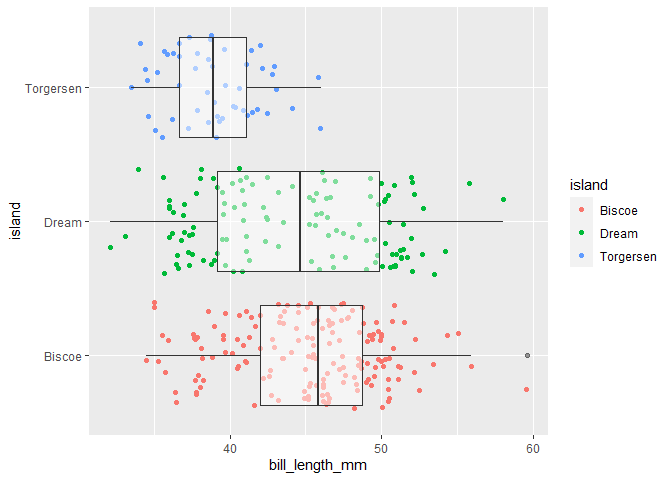 Torgersen
Dream
Biscoe
island
40
50
60
bill_length_mm
island
Biscoe
Dream
Torgersen